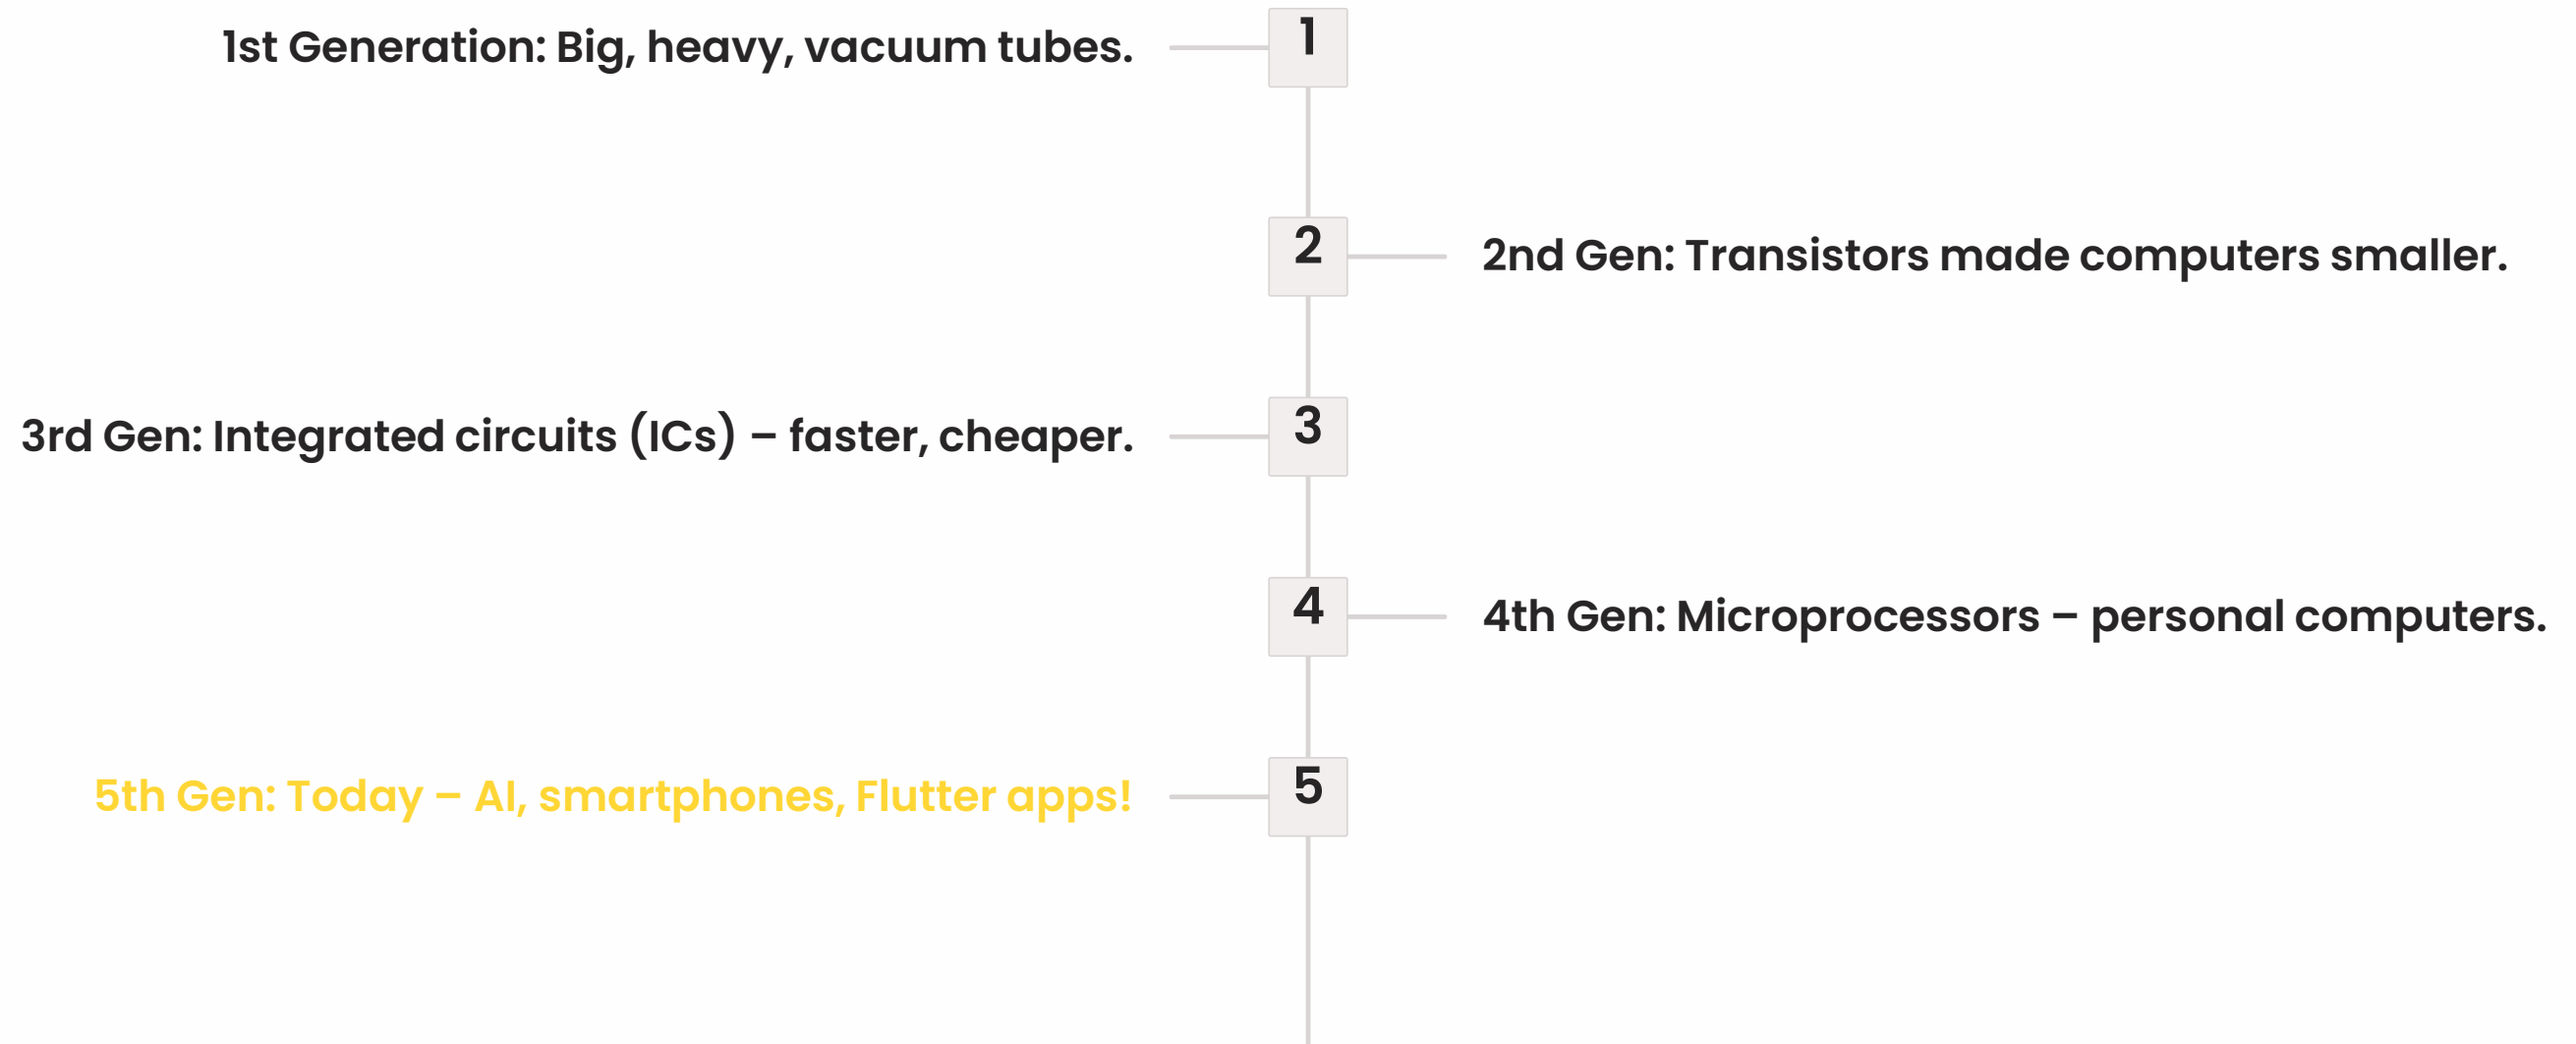 1st Generation: Big, heavy, vacuum tubes.
1
2
2nd Gen: Transistors made computers smaller.
3rd Gen: Integrated circuits (ICs) – faster, cheaper.
3
4
4th Gen: Microprocessors – personal computers.
5th Gen: Today – AI, smartphones, Flutter apps!
5